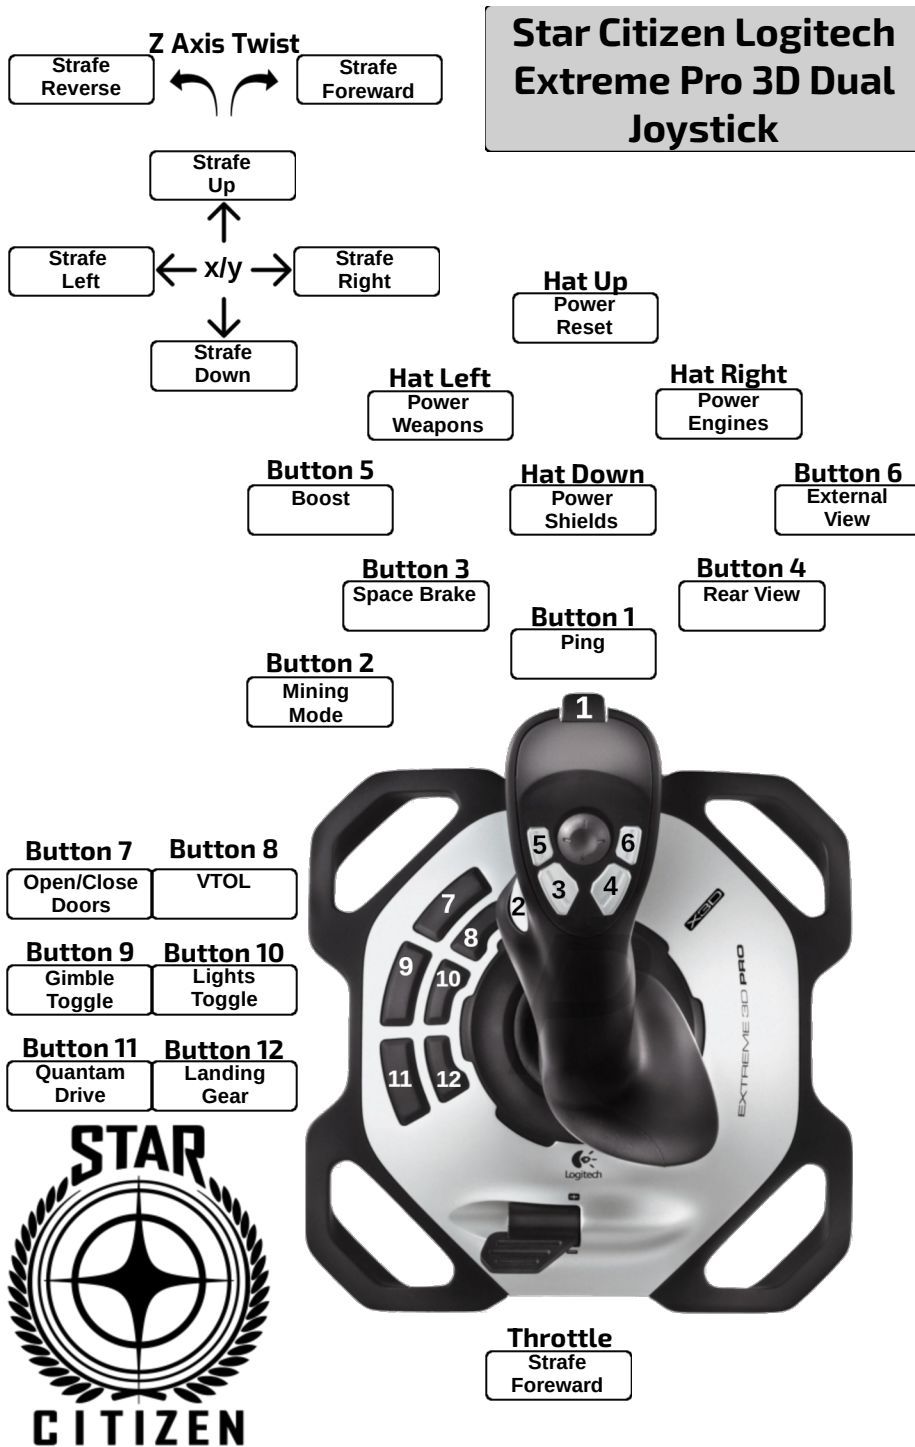 Z Axis Twist
Strafe
Reverse
Strafe
Foreward
Star Citizen Logitech
Extreme Pro 3D Dual
Joystick
Strafe
Up
Strafe
Left
x/y
Strafe
Right
Strafe
Down
Hat Up
Power
Reset
Hat Left
Power
Weapons
Hat Right
Power
Engines
Button 5
Boost
Hat Down
Power
Shields
Button 6
External
View
Button 3
Space Brake
Button 4
Rear View
Button 1
Ping
Button 2
Mining
Mode
1
5
6
3
4
2
7
8
9
10
11
12
X3D
EXTREME 3D PRO
Logitech
Button 7
Open/Close
Doors
Button 8
VTOL
Button 9
Gimble
Toggle
Button 10
Lights
Toggle
Button 11
Quantam
Drive
Button 12
Landing
Gear
STAR
CITIZEN
Throttle
Strafe
Foreward